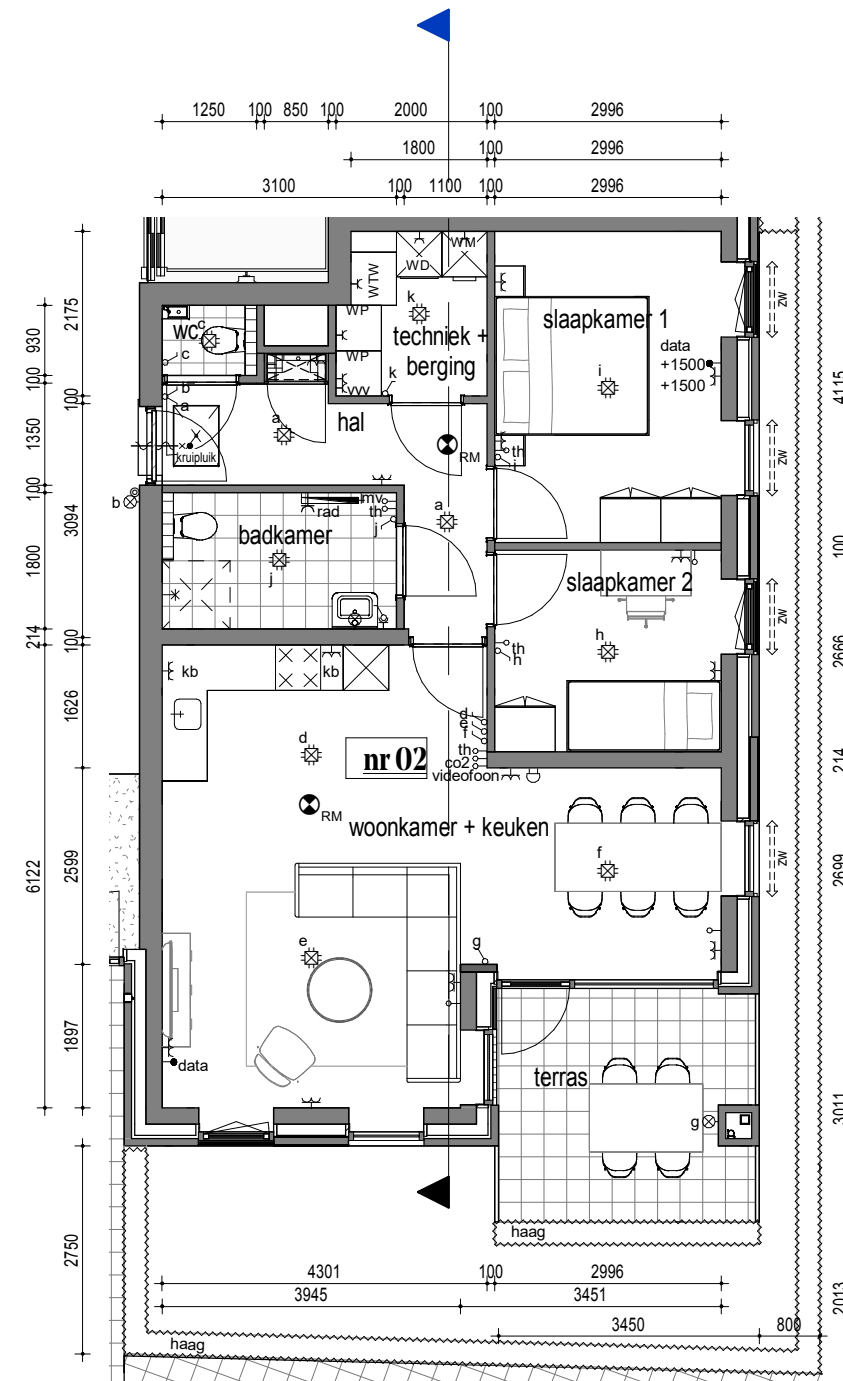 1250 100 850 100 2000 100 2996
1800 100 2996
3100 100 1100 100 2996
2175
930
100
100
1350
100
3094
1800
214
100
1626
2599
6122
1897
2750
4115
100
2666
214
2699
3011
2013
WTW
WD
WM
WP
WP
VVV
k
techniek +
berging
k
WC
c
c
b
a
kruipluik
a
hal
RM
a
b
slaapkamer 1
data
+1500
+1500
i
th
i
zw
zw
zw
zw
mv
th
j
rad
badkamer
j
slaapkamer 2
h
th
h
kb
kb
d
nr 02
d
e
f
th
co2
videofoon
RM
woonkamer + keuken
f
e
g
data
terras
g
haag
4301 100 2996
3945 3451
3450 800
haag